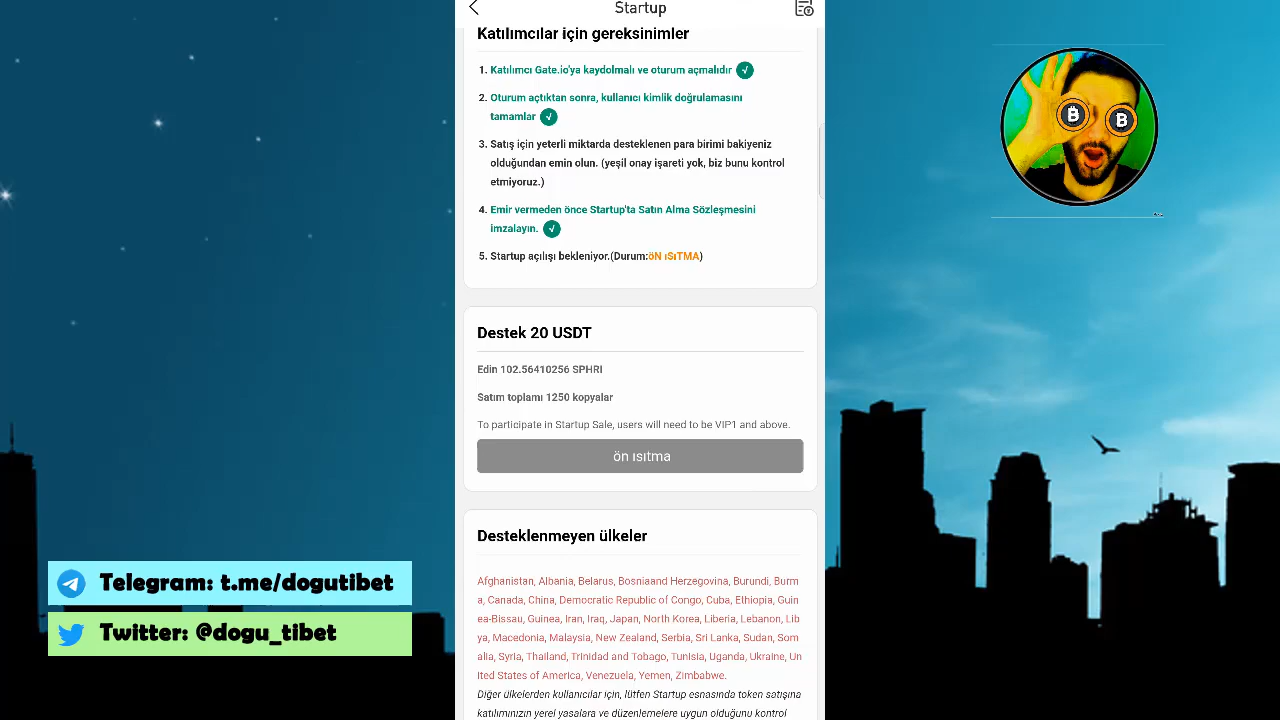 Startup
Katılımcılar için gereksinimler
1. Katılımcı Gate.io'ya kaydolmalı ve oturum açmalıdır
2. Oturum açtıktan sonra, kullanıcı kimlik doğrulamasını
tamamlar
3. Satış için yeterli miktarda desteklenen para birimi bakiyeniz
olduğundan emin olun. (yeşil onay işareti yok, biz bunu kontrol
etmiyoruz.)
4. Emir vermeden önce Startup'ta Satın Alma Sözleşmesini
imzalayın.
5. Startup açılışı bekleniyor.(Durum:öN ıSıTMA)
Destek 20 USDT
Edin 102.56410256 SPHRI
Satım toplamı 1250 kopyalar
To participate in Startup Sale, users will need to be VIP1 and above.
ön ısıtma
Desteklenmeyen ülkeler
Afghanistan, Albania, Belarus, Bosniaand Herzegovina, Burundi, Burm
a, Canada, China, Democratic Republic of Congo, Cuba, Ethiopia, Guin
ea-Bissau, Guinea, Iran, Iraq, Japan, North Korea, Liberia, Lebanon, Lib
ya, Macedonia, Malaysia, New Zealand, Serbia, Sri Lanka, Sudan, Som
alia, Syria, Thailand, Trinidad and Tobago, Tunisia, Uganda, Ukraine, Un
ited States of America, Venezuela, Yemen, Zimbabwe.
Diğer ülkelerden kullanıcılar için, lütfen Startup esnasında token satışına
katılımınızın yerel yasalara ve düzenlemelere uygun olduğunu kontrol
Telegram: t.me/dogutibet
Twitter: @dogu_tibet